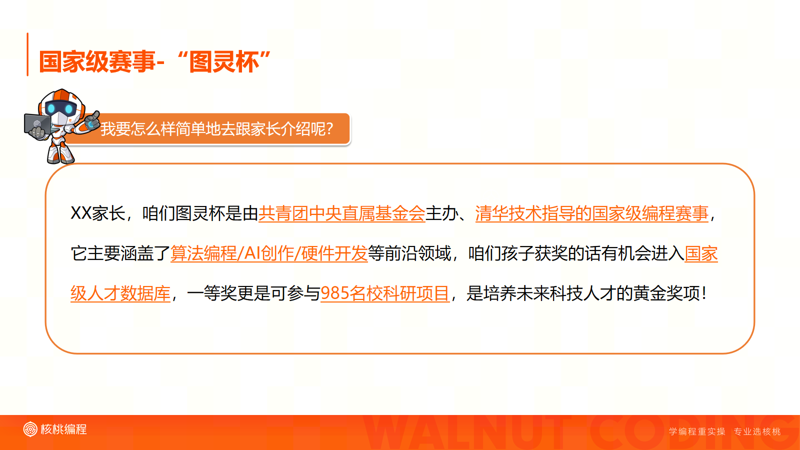 国家级赛事-“图灵杯”
我要怎么样简单地去跟家长介绍呢？
XX家长，咱们图灵杯是由共青团中央直属基金会主办、清华技术指导的国家级编程赛事，
它主要涵盖了算法编程/AI创作/硬件开发等前沿领域，咱们孩子获奖的话有机会进入国家
级人才数据库，一等奖更是可参与985名校科研项目，是培养未来科技人才的黄金奖项！
核桃编程
WALNUT CODING
学编程重实操 专业选核桃